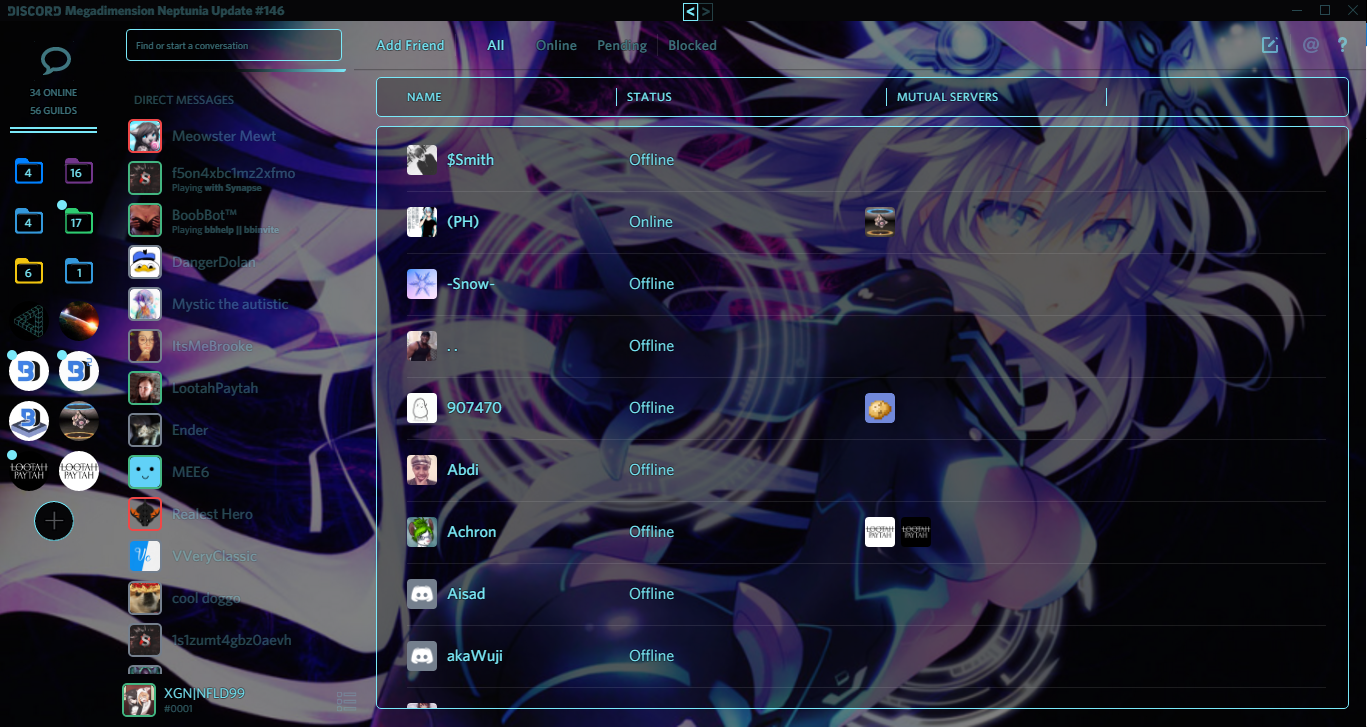 DISCORD Megadimension Neptunia Update #146
< >
Find or start a conversation
Add Friend
All
Online
Pending
Blocked
@
?
34 ONLINE
56 GUILDS
4
16
4
17
6
1
LOOTAH
PAYTAH
LOOTAH
PAYTAH
DIRECT MESSAGES
Meowster Mewt
f5on4xbc1mz2xfmo
Playing with Synapse
BoobBot™
Playing bbhelp || bbinvite
DangerDolan
Mystic the autistic
ItsMeBrooke
LootahPaytah
Ender
MEE6
Realest Hero
Vc
VVeryClassic
cool doggo
1s1zumt4gbz0aevh
XGN|NFLD99
#0001
NAME
STATUS
MUTUAL SERVERS
$Smith
Offline
(PH)
Online
-Snow-
Offline
. .
Offline
907470
Offline
Abdi
Offline
Achron
Offline
LOOTAH
PAYTAH
LOOTAH
PAYTAH
Aisad
Offline
akaWuji
Offline